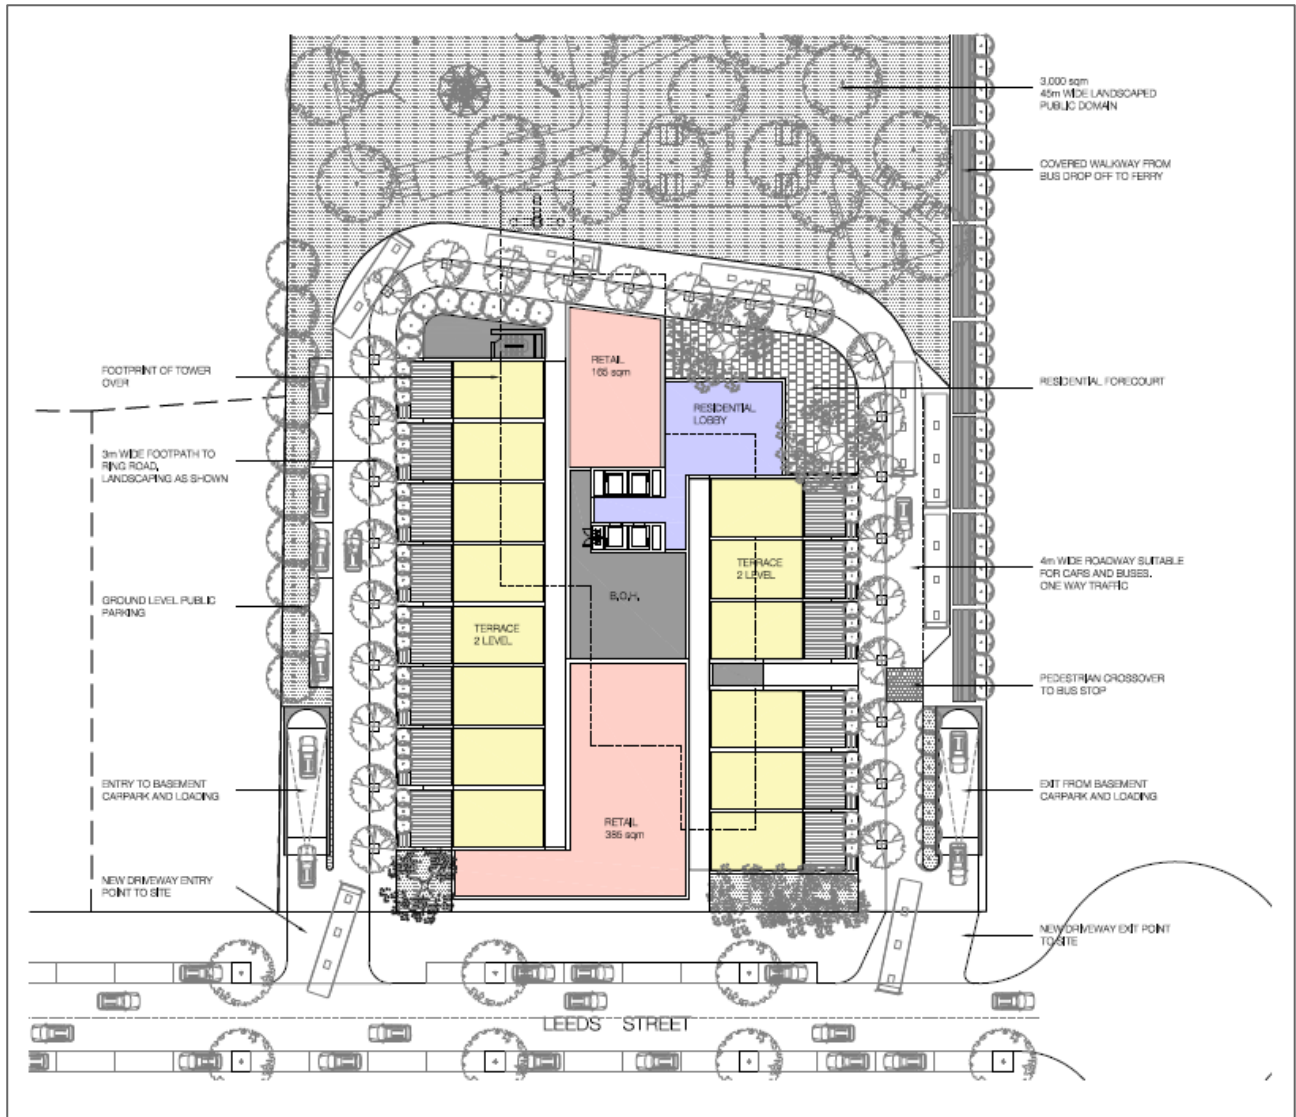 3,000 sqm
45m WIDE LANDSCAPED
PUBLIC DOMAIN
COVERED WALKWAY FROM
BUS DROP OFF TO FERRY
RETAIL
165 sqm
FOOTPRINT OF TOWER
OVER
RESIDENTIAL FORECOURT
RESIDENTIAL
LOBBY
3m WIDE FOOTPATH TO
RING ROAD,
LANDSCAPING AS SHOWN
TERRACE
2 LEVEL
4m WIDE ROADWAY SUITABLE
FOR CARS AND BUSES.
ONE WAY TRAFFIC
GROUND LEVEL PUBLIC
PARKING
B.O.H.
TERRACE
2 LEVEL
PEDESTRIAN CROSSOVER
TO BUS STOP
ENTRY TO BASEMENT
CARPARK AND LOADING
EXIT FROM BASEMENT
CARPARK AND LOADING
RETAIL
385 sqm
NEW DRIVEWAY ENTRY
POINT TO SITE
NEW DRIVEWAY EXIT POINT
TO SITE
LEEDS STREET